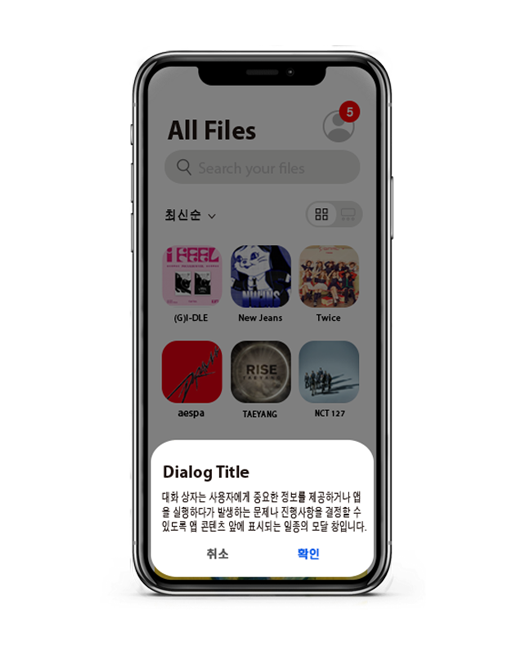 5
All Files
Search your files
최신순
i FEEL
NWJNS
(G)I-DLE
New Jeans
Twice
RISE
TAEYANG
aespa
TAEYANG
NCT 127
Dialog Title
대화 상자는 사용자에게 중요한 정보를 제공하거나 앱
을 실행하다가 발생하는 문제나 진행사항을 결정할 수
있도록 앱 콘텐츠 앞에 표시되는 일종의 모달 창입니다.
취소
확인